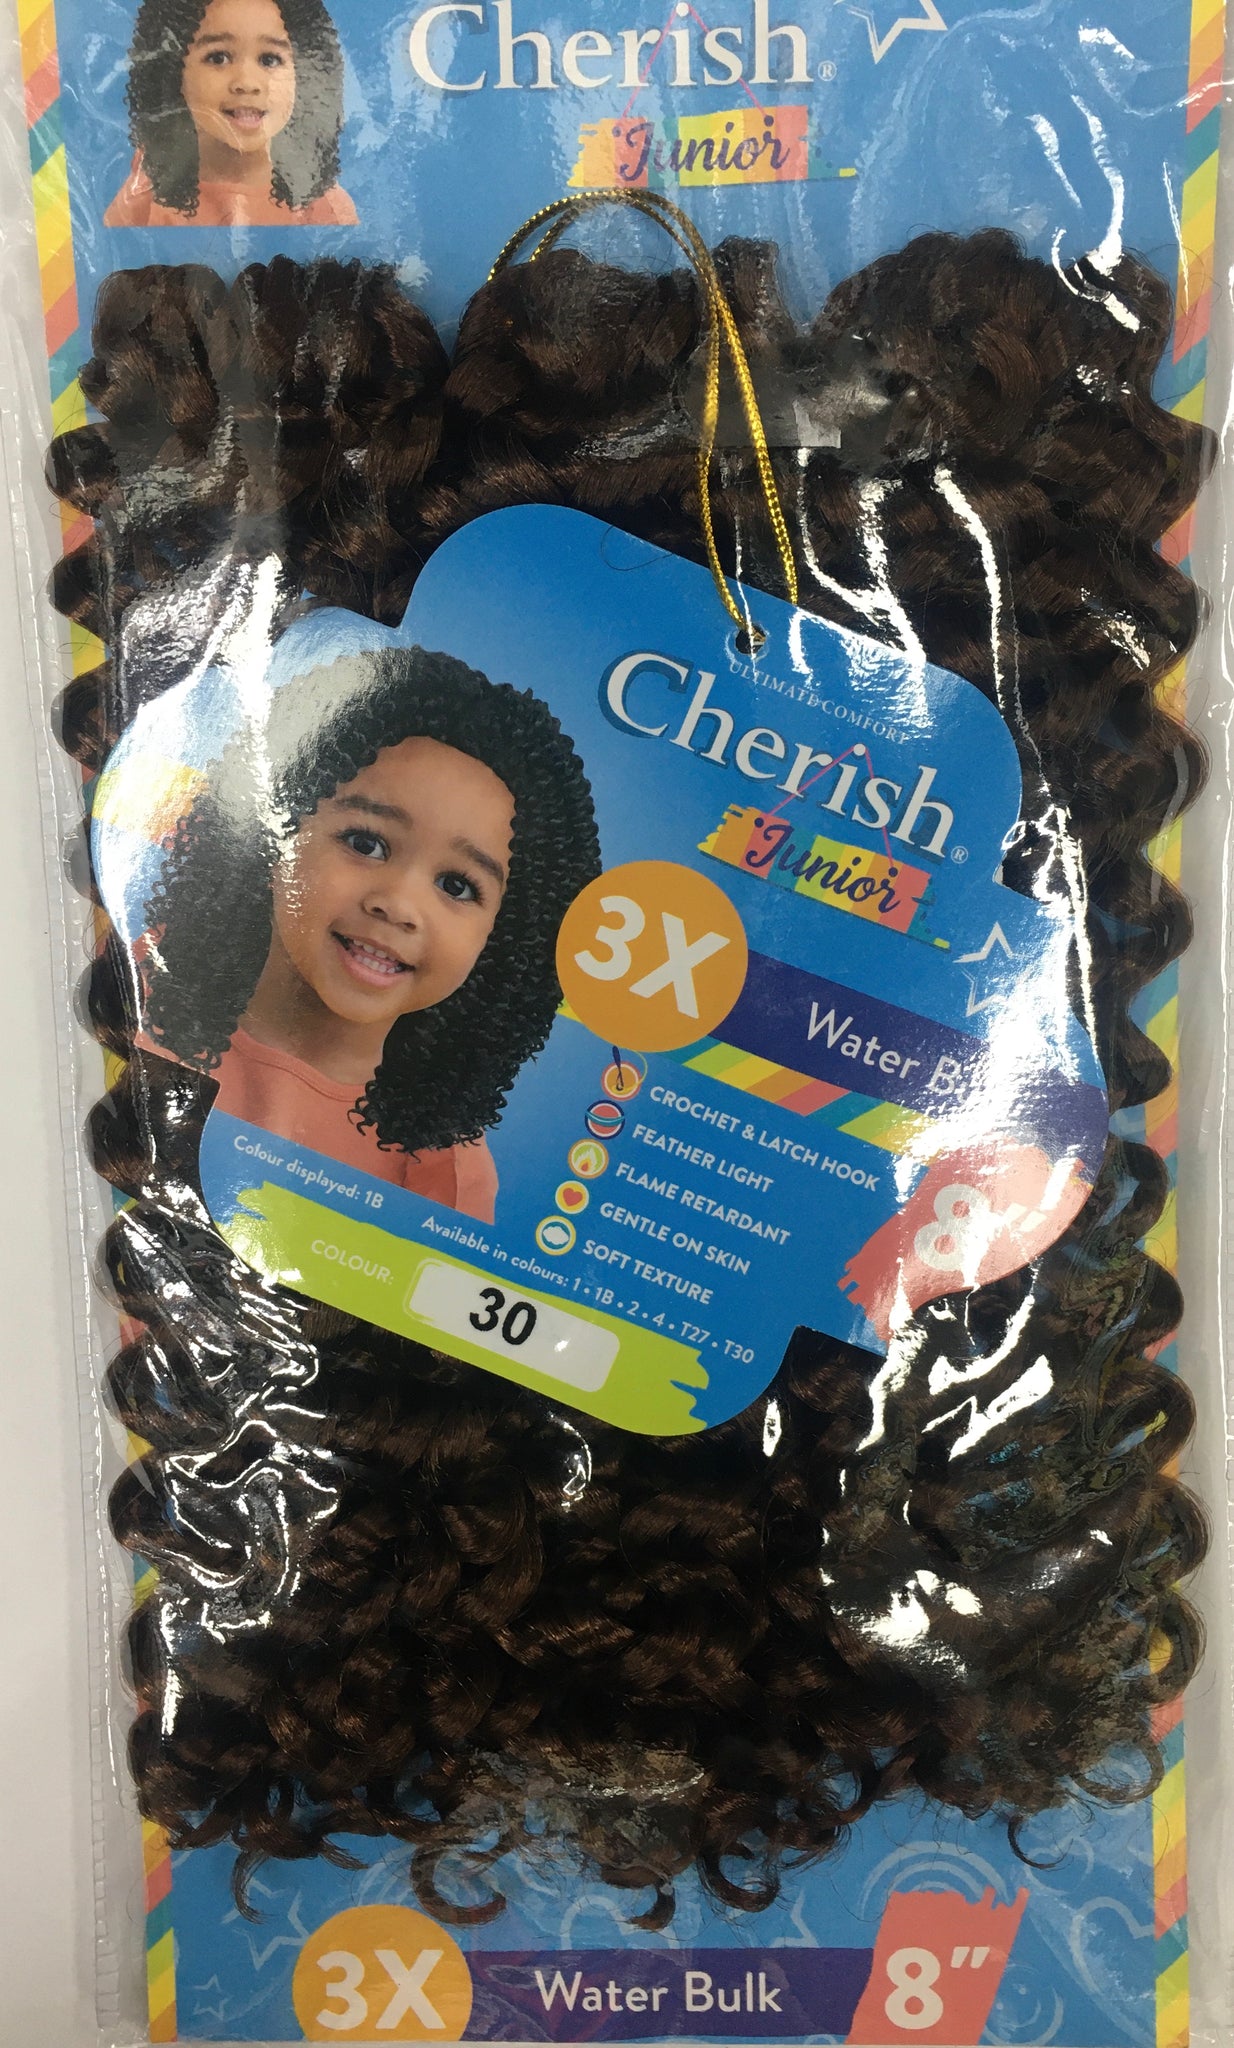 Cherish®
Junior
ULTIMATE COMFORT
Cherish®
Junior
3X
Water
CROCHET & LATCH HOOK
FEATHER LIGHT
FLAME RETARDANT
GENTLE ON SKIN
SOFT TEXTURE
8"
Colour displayed: 1B
Available in colours: 1 • 1B • 2 • 4 • T27 • T30
COLOUR:
30
3X
Water Bulk
8"